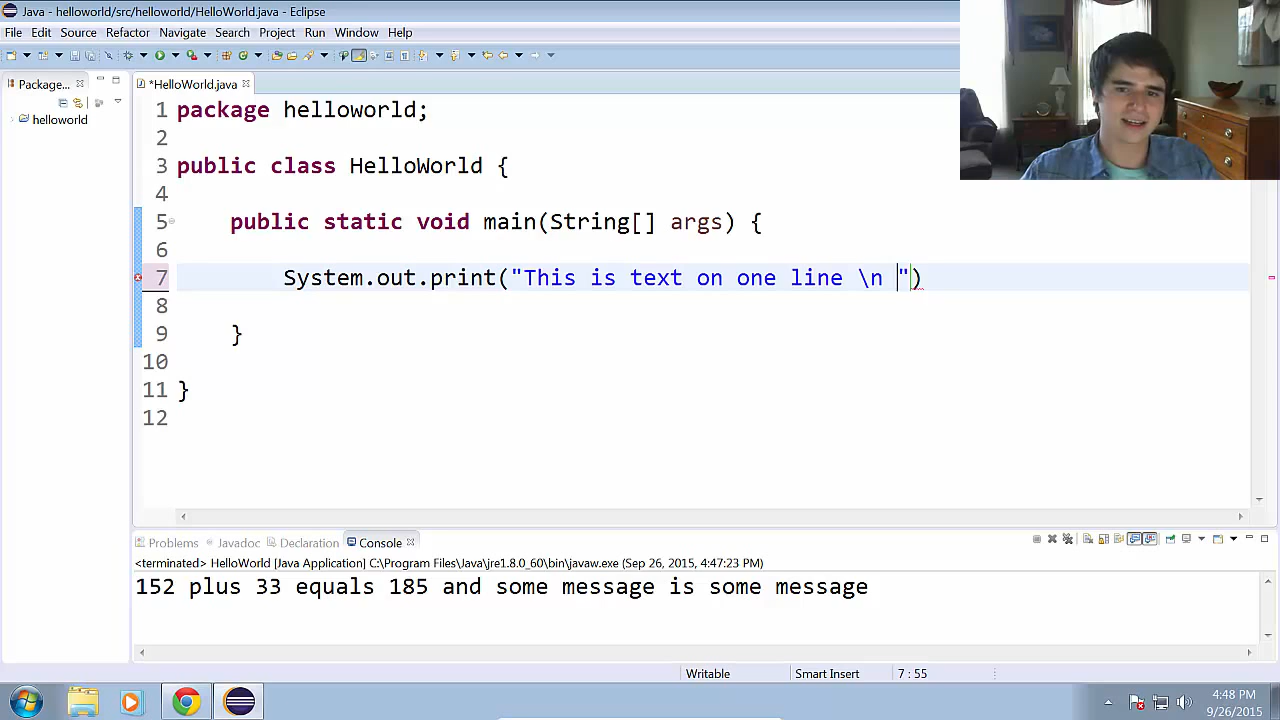 Java - helloworld/src/helloworld/HelloWorld.java - Eclipse
File Edit Source Refactor Navigate Search Project Run Window Help
Package...
*HelloWorld.java
helloworld
1 package helloworld;
2
3 public class HelloWorld {
4
5 public static void main(String[] args) {
6
7 System.out.print("This is text on one line \n ")
8
9 }
10
11 }
12
Problems Javadoc Declaration Console
<terminated> HelloWorld [Java Application] C:\Program Files\Java\jre1.8.0_60\bin\javaw.exe (Sep 26, 2015, 4:47:23 PM)
152 plus 33 equals 185 and some message is some message
Writable Smart Insert 7 : 55
4:48 PM
9/26/2015